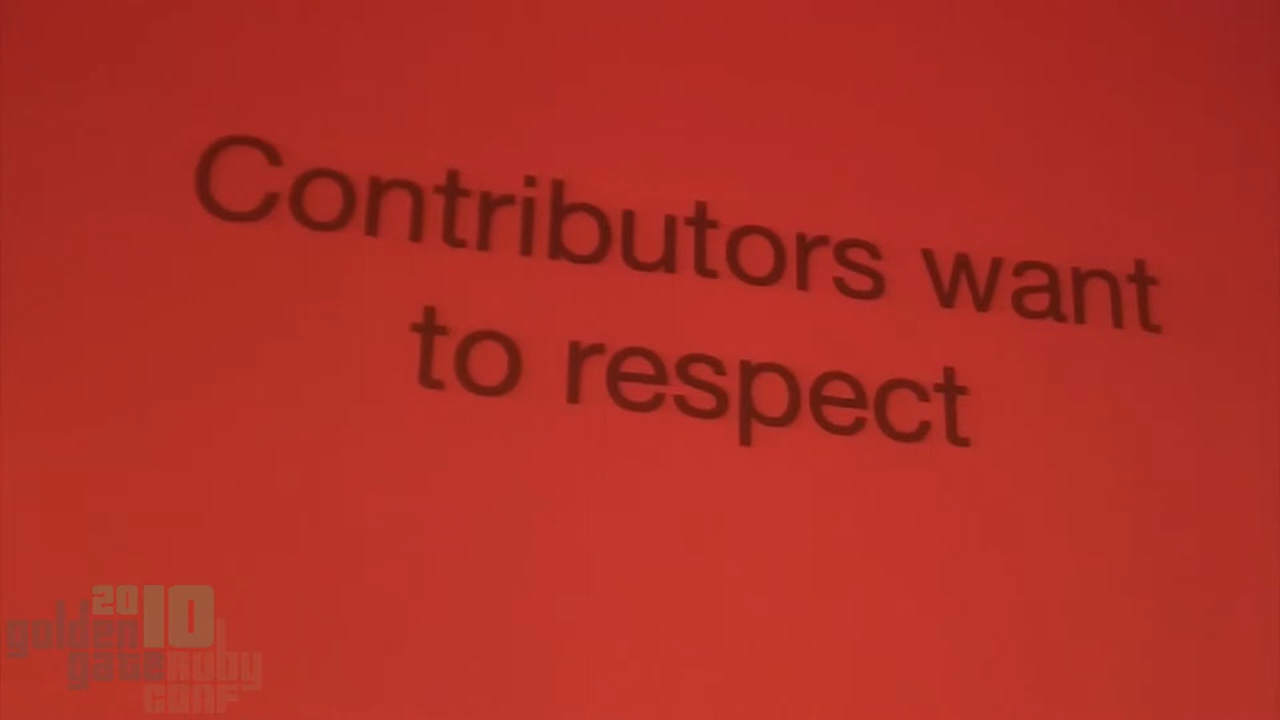 Contributors want
to respect
2010
golden
gate Ruby
conf